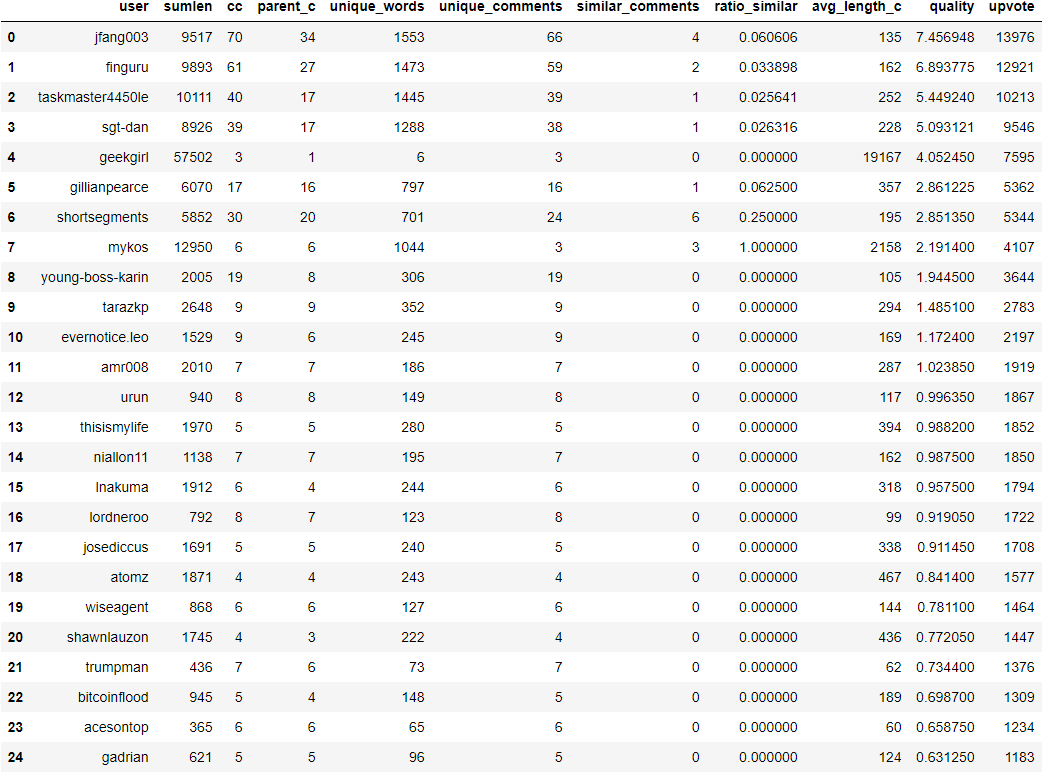 user sumlen cc parent_c unique_words unique_comments similar_comments ratio_similar avg_length_c quality upvote
0 jfang003 9517 70 34 1553 66 4 0.060606 135 7.456948 13976
1 finguru 9893 61 27 1473 59 2 0.033898 162 6.893775 12921
2 taskmaster4450le 10111 40 17 1445 39 1 0.025641 252 5.449240 10213
3 sgt-dan 8926 39 17 1288 38 1 0.026316 228 5.093121 9546
4 geekgirl 57502 3 1 6 3 0 0.000000 19167 4.052450 7595
5 gillianpearce 6070 17 16 797 16 1 0.062500 357 2.861225 5362
6 shortsegments 5852 30 20 701 24 6 0.250000 195 2.851350 5344
7 mykos 12950 6 6 1044 3 3 1.000000 2158 2.191400 4107
8 young-boss-karin 2005 19 8 306 19 0 0.000000 105 1.944500 3644
9 tarazkp 2648 9 9 352 9 0 0.000000 294 1.485100 2783
10 evernotice.leo 1529 9 6 245 9 0 0.000000 169 1.172400 2197
11 amr008 2010 7 7 186 7 0 0.000000 287 1.023850 1919
12 urun 940 8 8 149 8 0 0.000000 117 0.996350 1867
13 thisismylife 1970 5 5 280 5 0 0.000000 394 0.988200 1852
14 niallon11 1138 7 7 195 7 0 0.000000 162 0.987500 1850
15 lnakuma 1912 6 4 244 6 0 0.000000 318 0.957500 1794
16 lordneroo 792 8 7 123 8 0 0.000000 99 0.919050 1722
17 josediccus 1691 5 5 240 5 0 0.000000 338 0.911450 1708
18 atomz 1871 4 4 243 4 0 0.000000 467 0.841400 1577
19 wiseagent 868 6 6 127 6 0 0.000000 144 0.781100 1464
20 shawnlauzon 1745 4 3 222 4 0 0.000000 436 0.772050 1447
21 trumpman 436 7 6 73 7 0 0.000000 62 0.734400 1376
22 bitcoinflood 945 5 4 148 5 0 0.000000 189 0.698700 1309
23 acesontop 365 6 6 65 6 0 0.000000 60 0.658750 1234
24 gadrian 621 5 5 96 5 0 0.000000 124 0.631250 1183